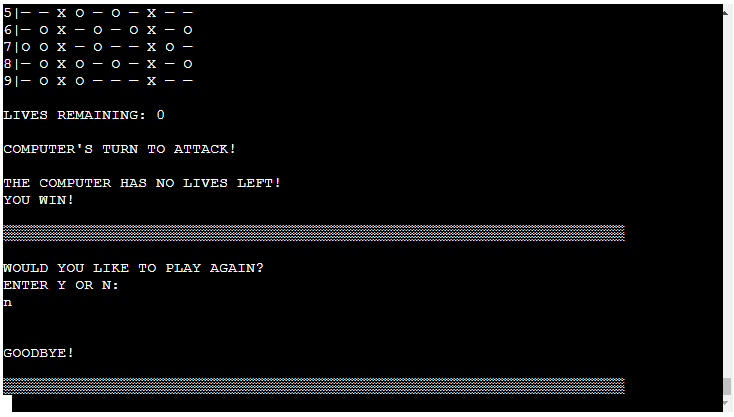 5|— — X O — O — X — —
6|— O X — O — O X — O
7|O O X — O — — X O —
8|— O X O — O — X — O
9|— O X O — — — X — —
LIVES REMAINING: 0
COMPUTER'S TURN TO ATTACK!
THE COMPUTER HAS NO LIVES LEFT!
YOU WIN!
WOULD YOU LIKE TO PLAY AGAIN?
ENTER Y OR N:
n
GOODBYE!